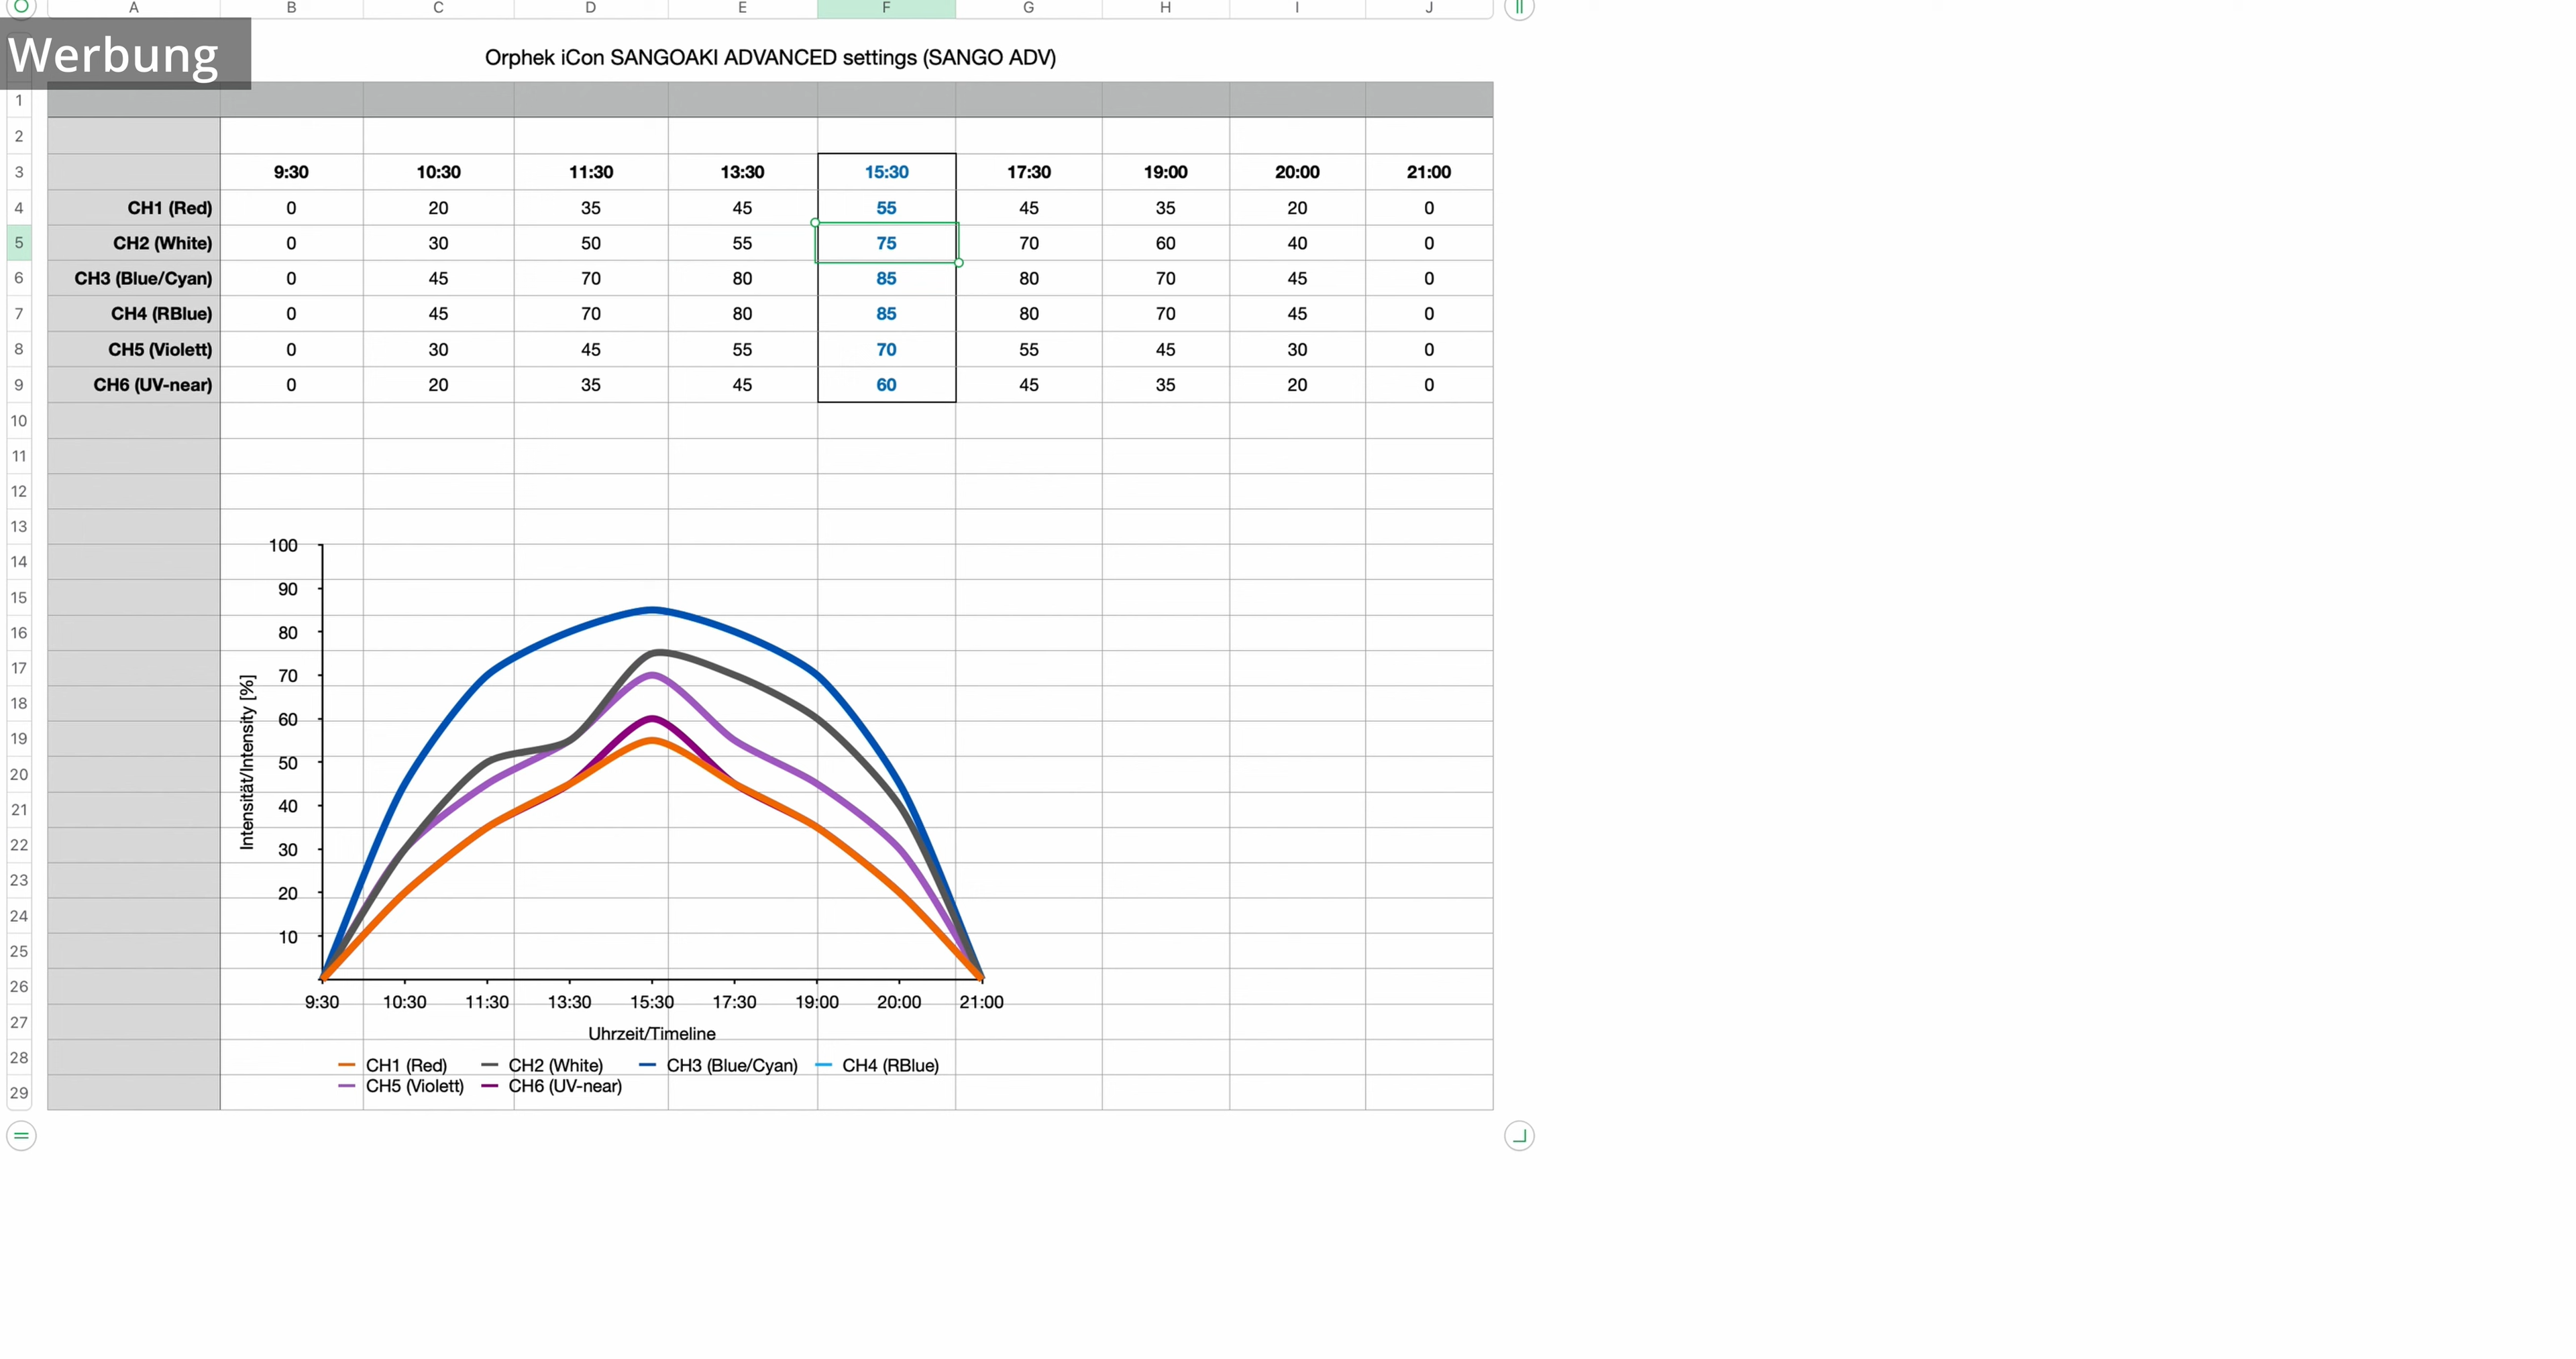 A B C D E F G H I J
Werbung
Orphek iCon SANGOAKI ADVANCED settings (SANGO ADV)
1
2
3 9:30 10:30 11:30 13:30 15:30 17:30 19:00 20:00 21:00
4 CH1 (Red) 0 20 35 45 55 45 35 20 0
5 CH2 (White) 0 30 50 55 75 70 60 40 0
6 CH3 (Blue/Cyan) 0 45 70 80 85 80 70 45 0
7 CH4 (RBlue) 0 45 70 80 85 80 70 45 0
8 CH5 (Violett) 0 30 45 55 70 55 45 30 0
9 CH6 (UV-near) 0 20 35 45 60 45 35 20 0
10
11
12
13
14
15
16
17
18
19
20
21
22
23
24
25
26
27
28
29
100
90
80
70
60
50
40
30
20
10
Intensität/Intensity [%]
9:30 10:30 11:30 13:30 15:30 17:30 19:00 20:00 21:00
Uhrzeit/Timeline
CH1 (Red) CH2 (White) CH3 (Blue/Cyan) CH4 (RBlue)
CH5 (Violett) CH6 (UV-near)